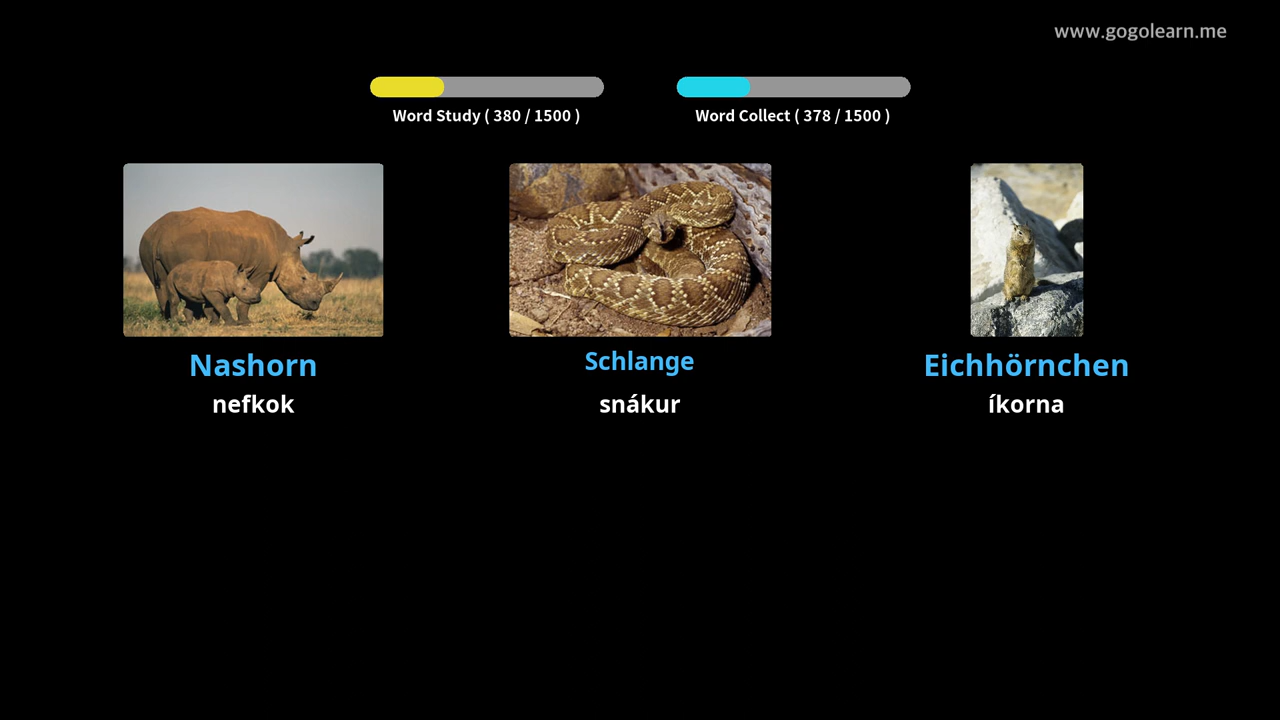 www.gogolearn.me
Word Study ( 380 / 1500 )
Word Collect ( 378 / 1500 )
Nashorn
Schlange
Eichhörnchen
nefkok
snákur
íkorna